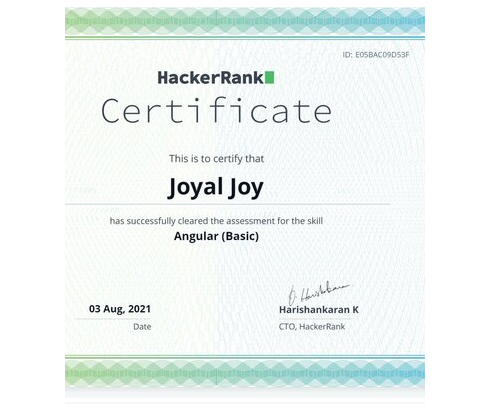 ID: E05BAC09D53F
HackerRank
Certificate
This is to certify that
Joyal Joy
has successfully cleared the assessment for the skill
Angular (Basic)
03 Aug, 2021
Date
Harishankaran K
CTO, HackerRank